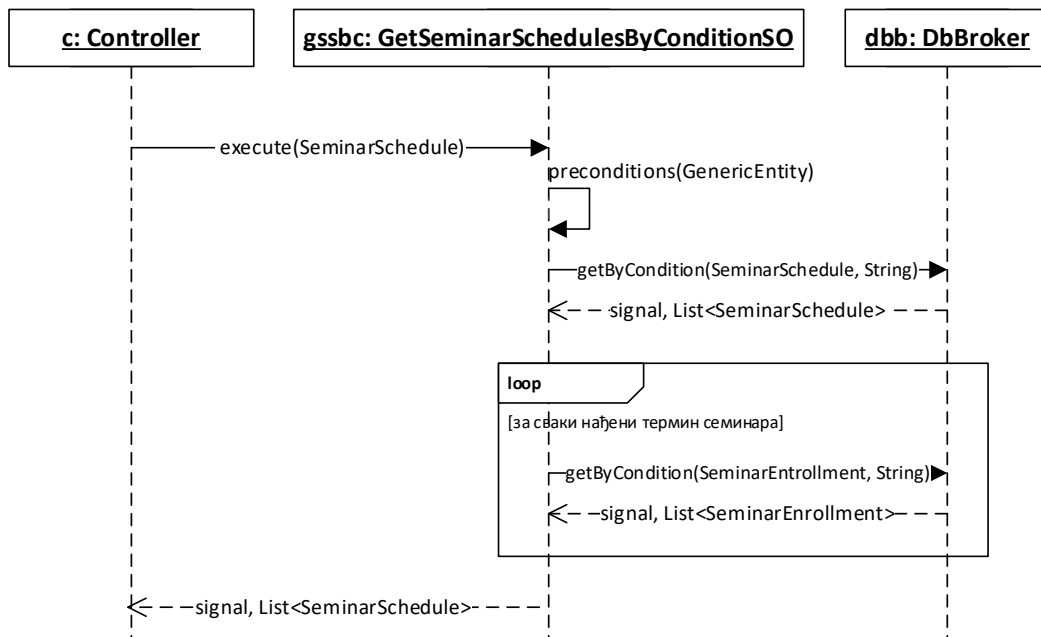 c: Controller
gssbc: GetSeminarSchedulesByConditionSO
dbb: DbBroker
execute(SeminarSchedule)
preconditions(GenericEntity)
getByCondition(SeminarSchedule, String)
signal, List<SeminarSchedule>
loop
[за сваки нађени термин семинара]
getByCondition(SeminarEntrollment, String)
signal, List<SeminarEnrollment>
signal, List<SeminarSchedule>